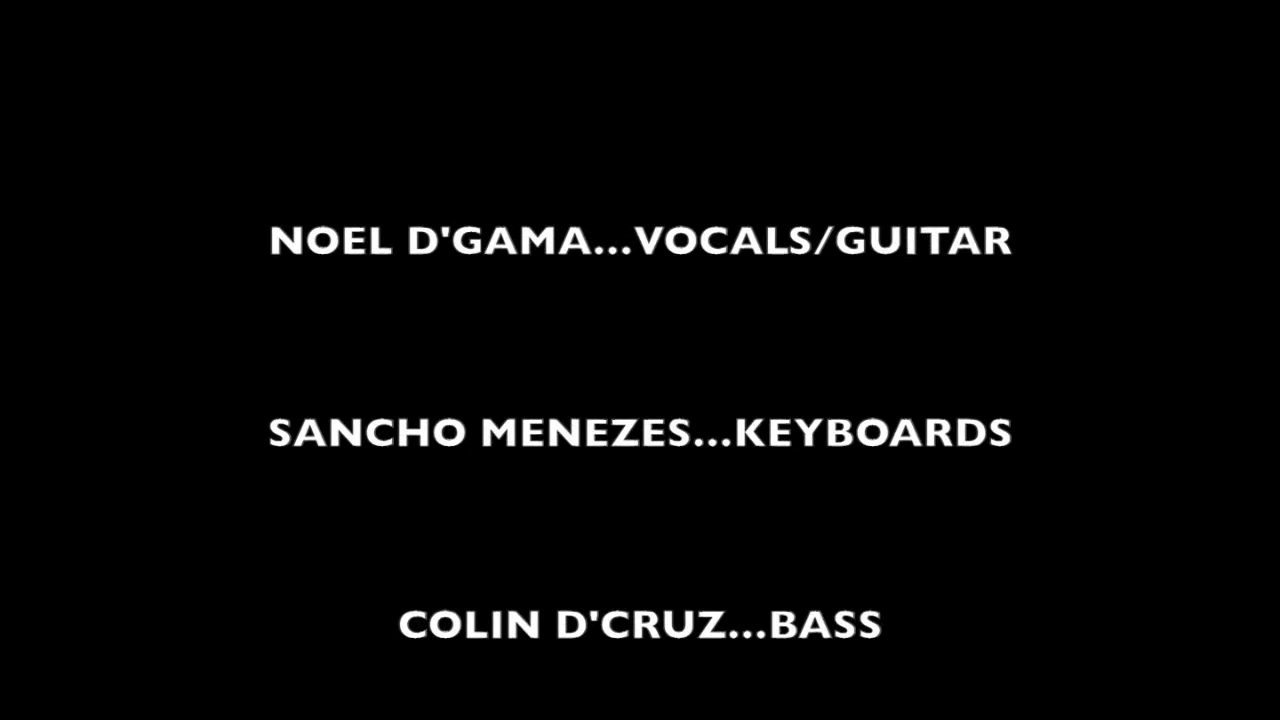 NOEL D'GAMA...VOCALS/GUITAR
SANCHO MENEZES...KEYBOARDS
COLIN D'CRUZ...BASS